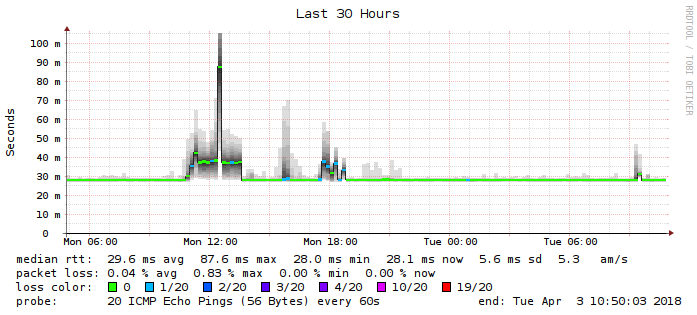 Last 30 Hours
RRDTOOL / TOBI OETIKER
Seconds
100 m
90 m
80 m
70 m
60 m
50 m
40 m
30 m
20 m
10 m
0
Mon 06:00 Mon 12:00 Mon 18:00 Tue 00:00 Tue 06:00
median rtt: 29.6 ms avg 87.6 ms max 28.0 ms min 28.1 ms now 5.6 ms sd 5.3 am/s
packet loss: 0.04 % avg 0.83 % max 0.00 % min 0.00 % now
loss color: 0 1/20 2/20 3/20 4/20 10/20 19/20
probe: 20 ICMP Echo Pings (56 Bytes) every 60s end: Tue Apr 3 10:50:03 2018